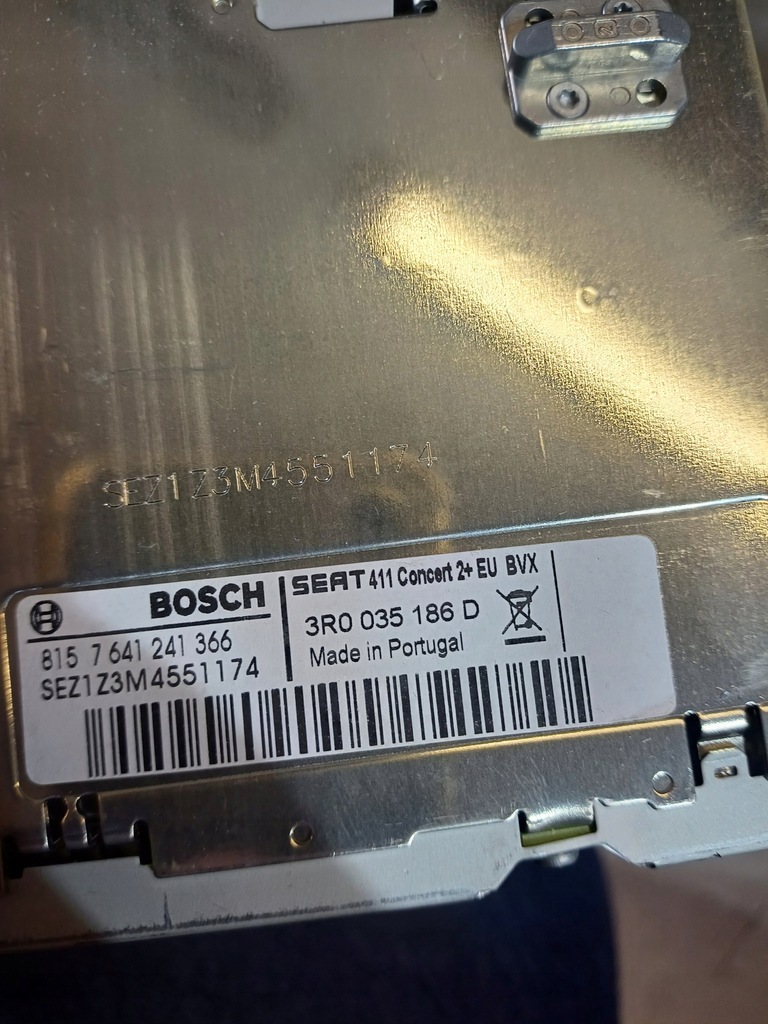 SEZ1Z3M4551174
BOSCH
815 7 641 241 366
SEZ1Z3M4551174
SEAT 411 Concert 2+ EU BVX
3R0 035 186 D
Made in Portugal